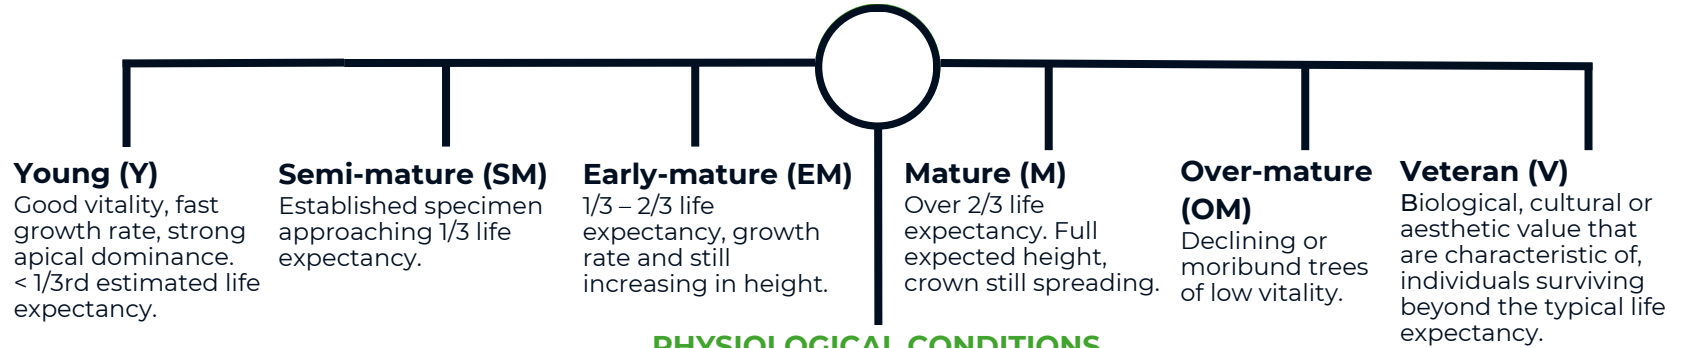 Young (Y)
Good vitality, fast
growth rate, strong
apical dominance.
< 1/3rd estimated life
expectancy.
Semi-mature (SM)
Established specimen
approaching 1/3 life
expectancy.
Early-mature (EM)
1/3 – 2/3 life
expectancy, growth
rate and still
increasing in height.
Mature (M)
Over 2/3 life
expectancy. Full
expected height,
crown still spreading.
Over-mature
(OM)
Declining or
moribund trees
of low vitality.
Veteran (V)
Biological, cultural or
aesthetic value that
are characteristic of,
individuals surviving
beyond the typical life
expectancy.
PHYSIOLOGICAL CONDITIONS